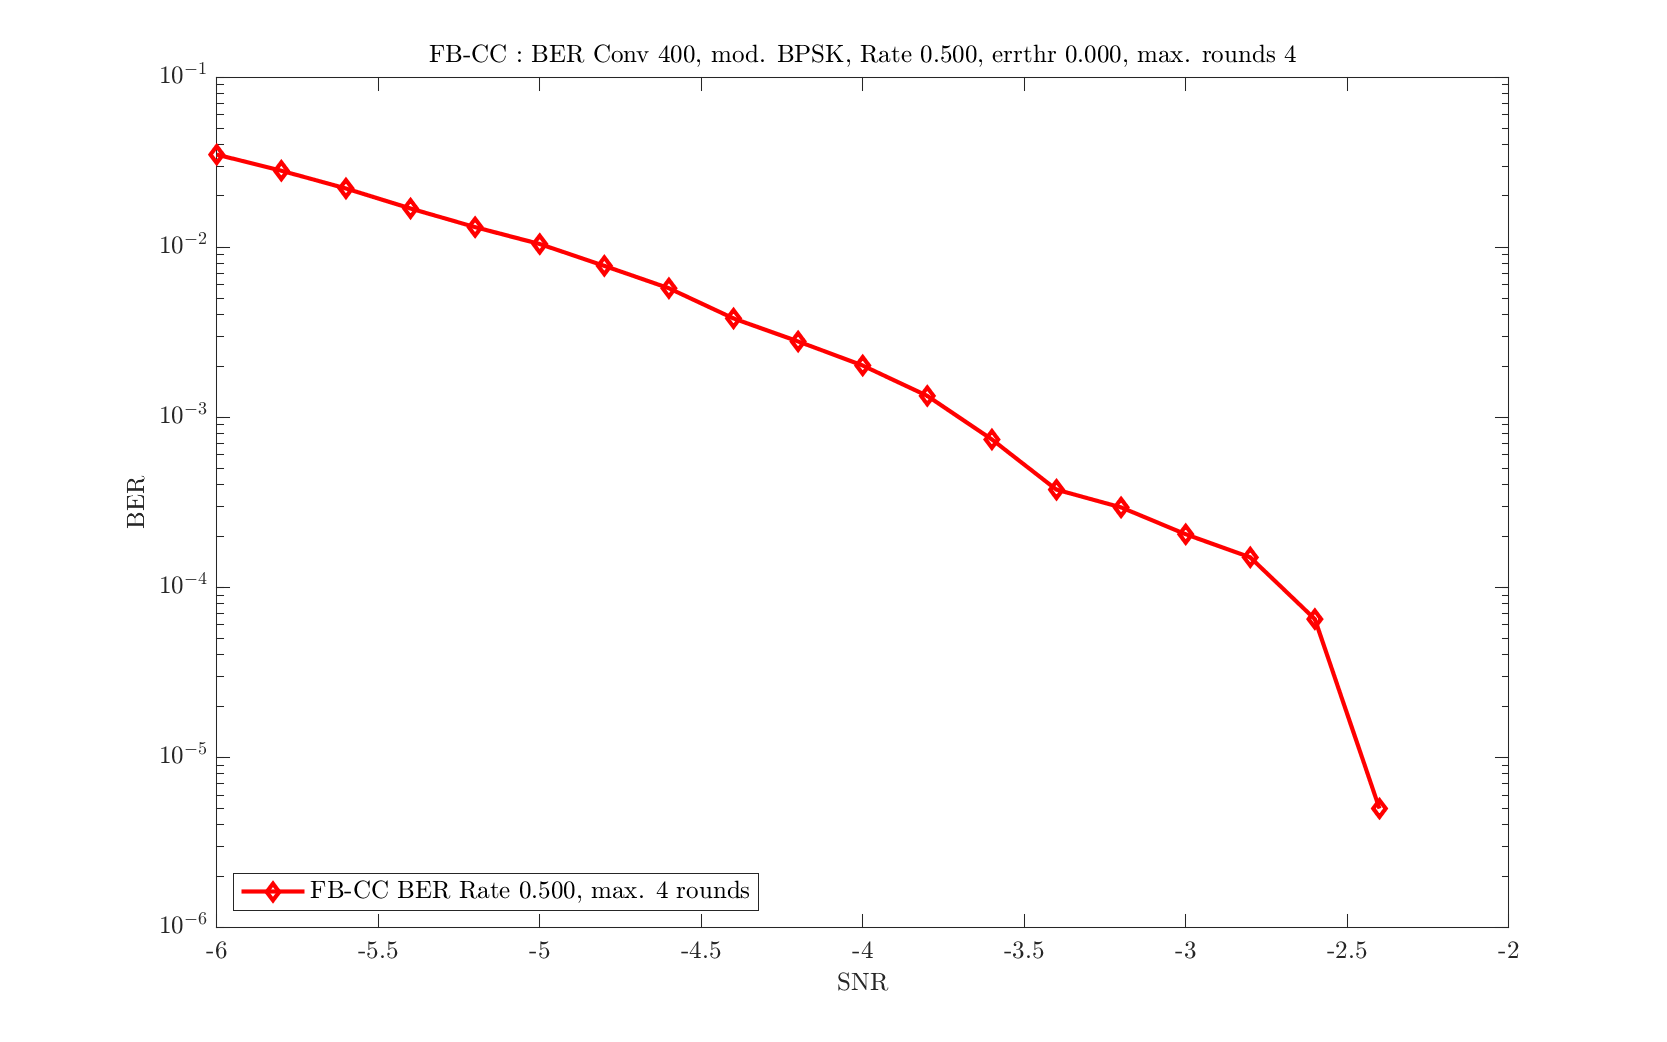 FB-CC : BER Conv 400, mod. BPSK, Rate 0.500, errthr 0.000, max. rounds 4
10⁻¹
10⁻²
10⁻³
10⁻⁴
10⁻⁵
10⁻⁶
BER
FB-CC BER Rate 0.500, max. 4 rounds
-6 -5.5 -5 -4.5 -4 -3.5 -3 -2.5 -2
SNR